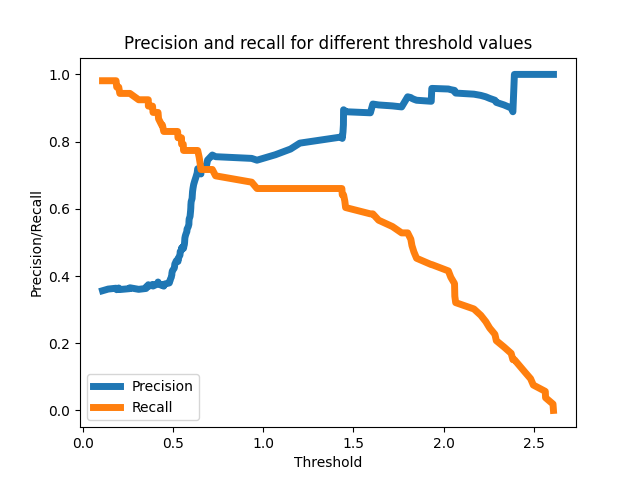 Precision and recall for different threshold values
1.0
0.8
0.6
0.4
0.2
0.0
Precision/Recall
Precision
Recall
0.0 0.5 1.0 1.5 2.0 2.5
Threshold